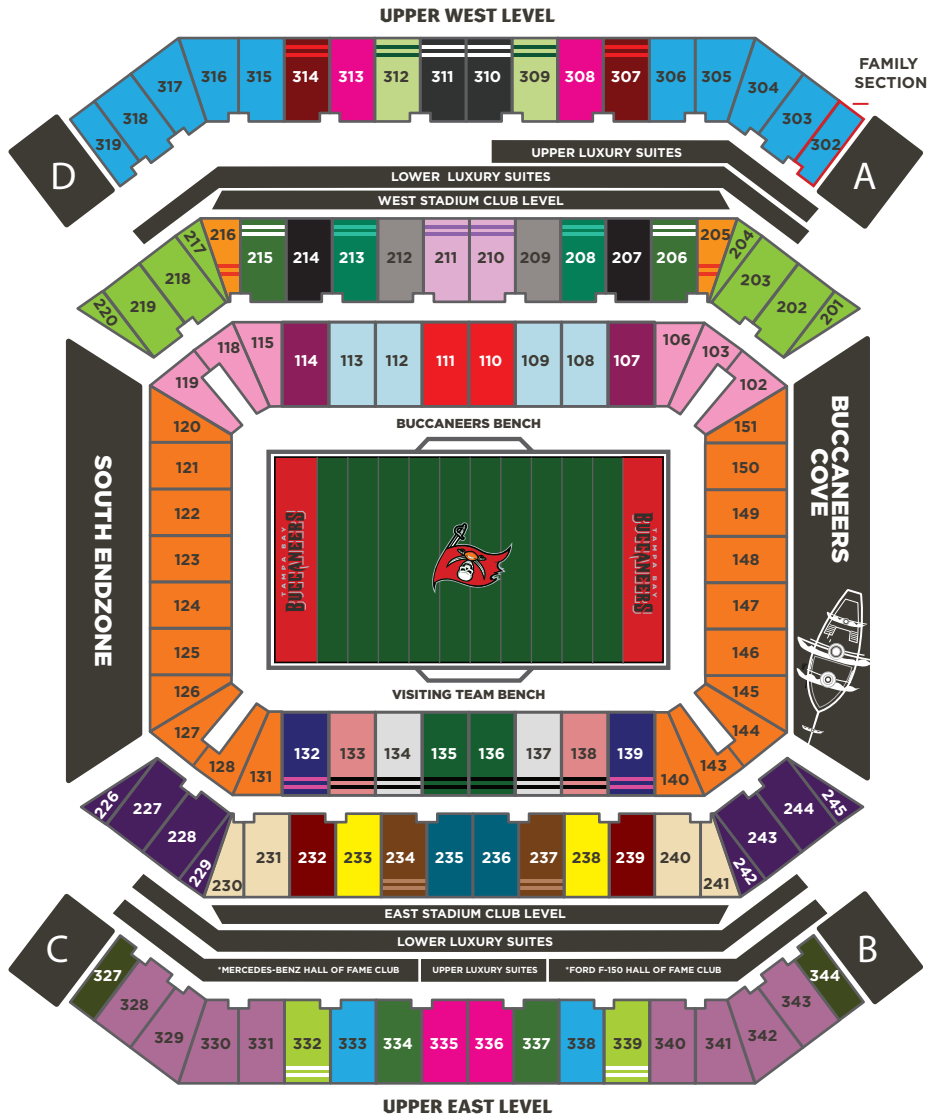 UPPER WEST LEVEL
316 315 314 313 312 311 310 309 308 307 306 305
317 304
318 303
319 302
FAMILY
SECTION
D A
UPPER LUXURY SUITES
LOWER LUXURY SUITES
WEST STADIUM CLUB LEVEL
217 216 215 214 213 212 211 210 209 208 207 206 205 204
218 203
219 202
220 201
118 115 114 113 112 111 110 109 108 107 106 103
119 102
120 151
121 150
122 149
123 148
124 147
125 146
126 145
127 144
128 131 132 133 134 135 136 137 138 139 140 143
BUCCANEERS BENCH
TAMPA BAY
BUCCANEERS
TAMPA BAY
BUCCANEERS
VISITING TEAM BENCH
SOUTH ENDZONE
BUCCANEERS
COVE
226 245
227 244
228 243
229 242
230 231 232 233 234 235 236 237 238 239 240 241
EAST STADIUM CLUB LEVEL
LOWER LUXURY SUITES
*MERCEDES-BENZ HALL OF FAME CLUB UPPER LUXURY SUITES *FORD F-150 HALL OF FAME CLUB
C B
327 344
328 343
329 342
330 331 332 333 334 335 336 337 338 339 340 341
UPPER EAST LEVEL